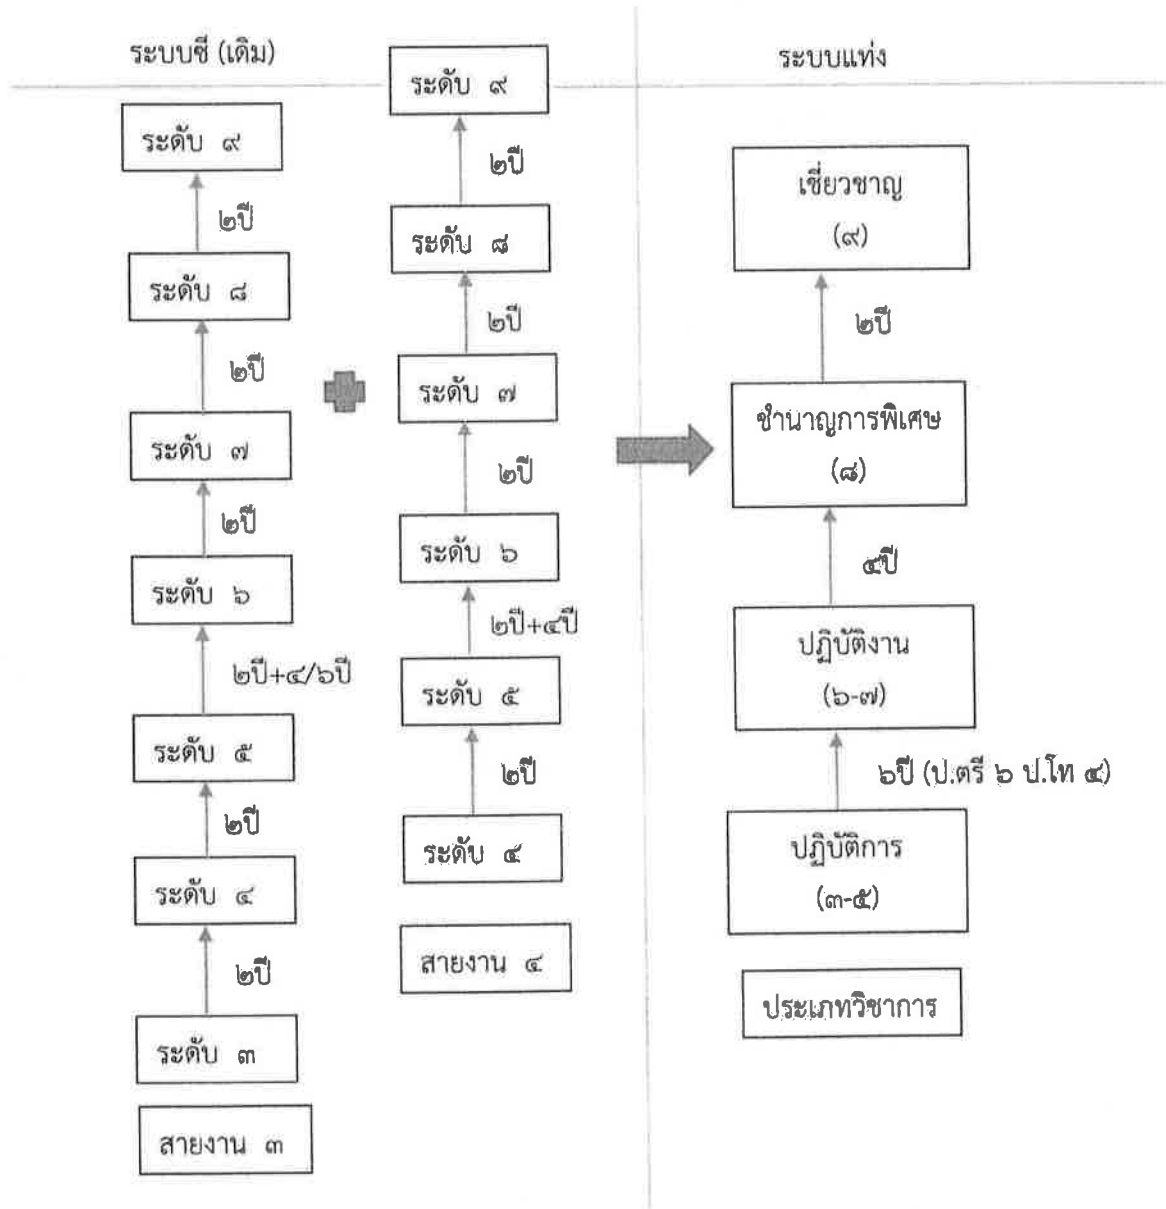 ระบบซี (เดิม)
ระดับ ๙
๒ปี
ระดับ ๘
๒ปี
ระดับ ๗
๒ปี
ระดับ ๖
๒ปี+๔/๖ปี
ระดับ ๕
๒ปี
ระดับ ๔
๒ปี
ระดับ ๓
สายงาน ๓
ระดับ ๙
๒ปี
ระดับ ๘
๒ปี
ระดับ ๗
๒ปี
ระดับ ๖
๒ปี+๔ปี
ระดับ ๕
๒ปี
ระดับ ๔
สายงาน ๔
ระบบแท่ง
เชี่ยวชาญ
(๙)
๒ปี
ชำนาญการพิเศษ
(๘)
๔ปี
ปฏิบัติงาน
(๖-๗)
๖ปี (ป.ตรี ๖ ป.โท ๔)
ปฏิบัติการ
(๓-๕)
ประเภทวิชาการ